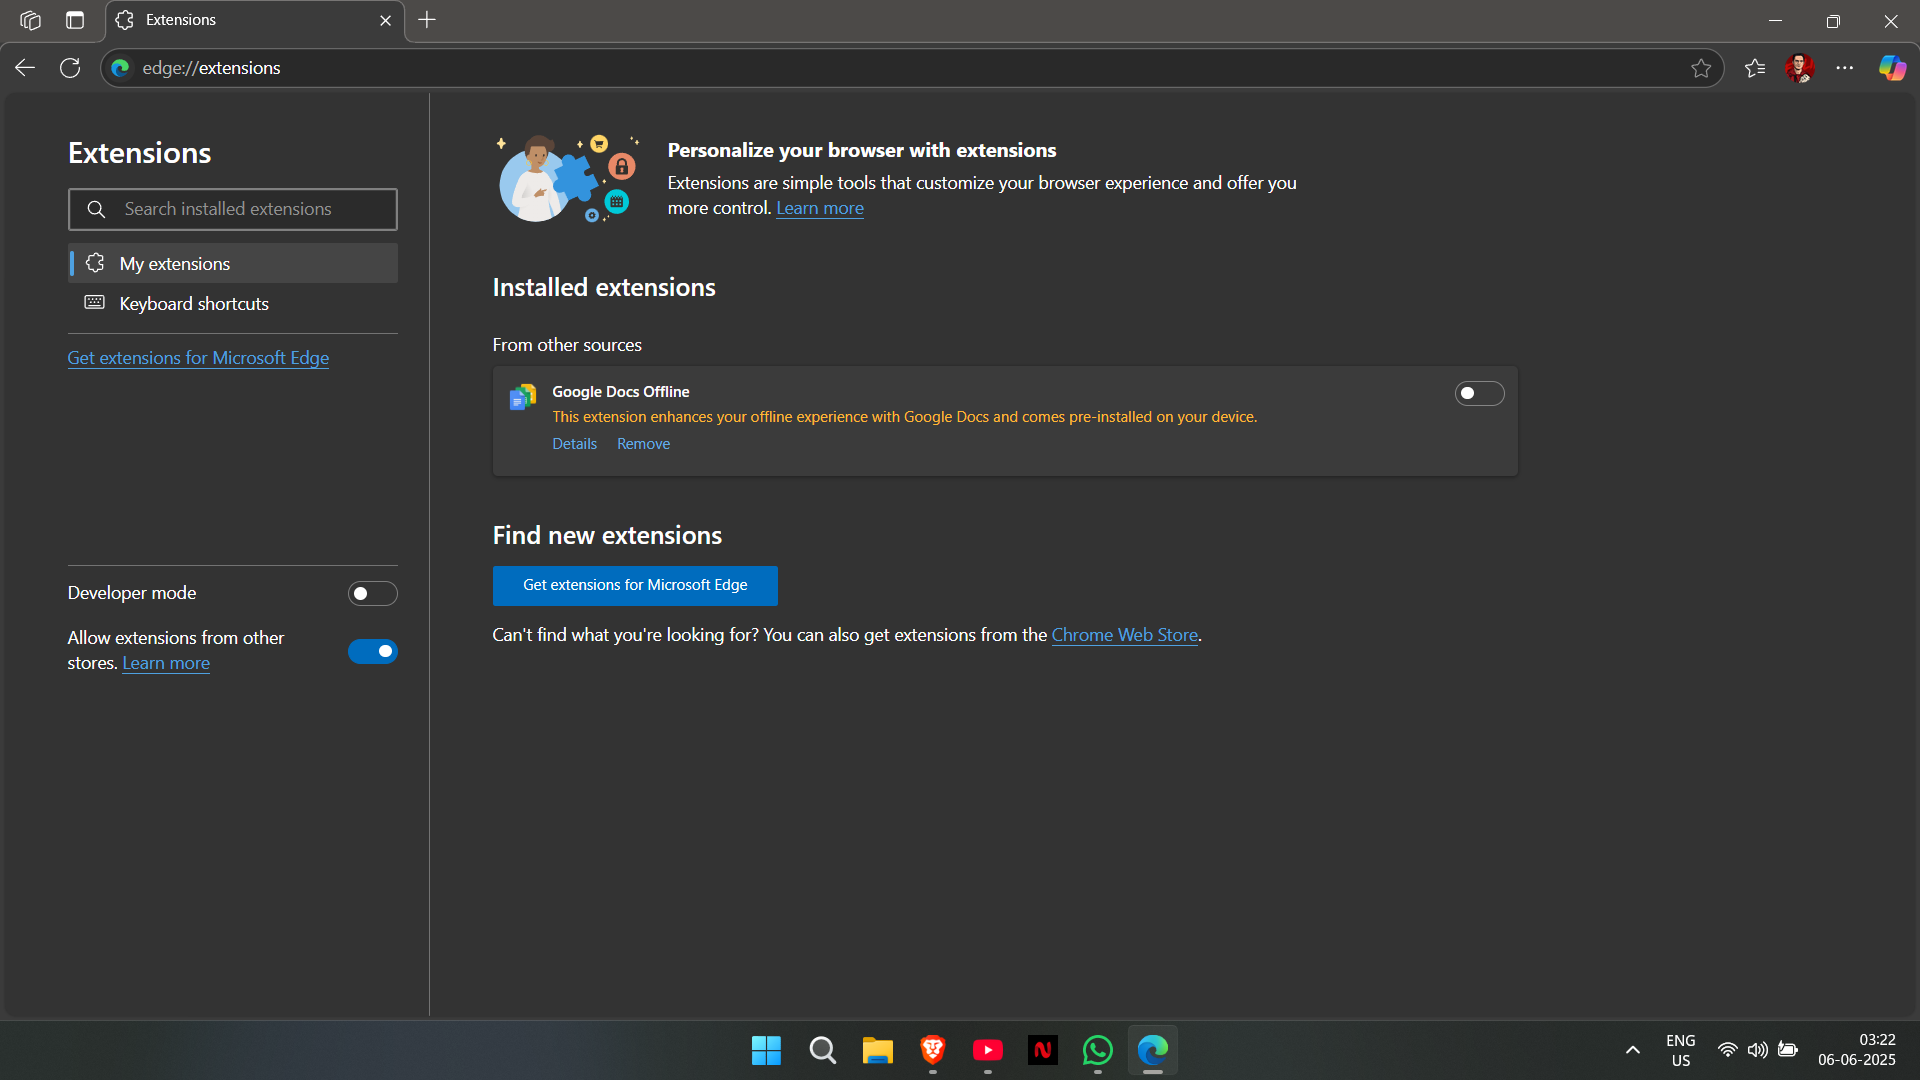 Extensions
edge://extensions
Extensions
Search installed extensions
My extensions
Keyboard shortcuts
Get extensions for Microsoft Edge
Developer mode
Allow extensions from other
stores. Learn more
Personalize your browser with extensions
Extensions are simple tools that customize your browser experience and offer you
more control. Learn more
Installed extensions
From other sources
Google Docs Offline
This extension enhances your offline experience with Google Docs and comes pre-installed on your device.
Details Remove
Find new extensions
Get extensions for Microsoft Edge
Can't find what you're looking for? You can also get extensions from the Chrome Web Store.
ENG
US
03:22
06-06-2025